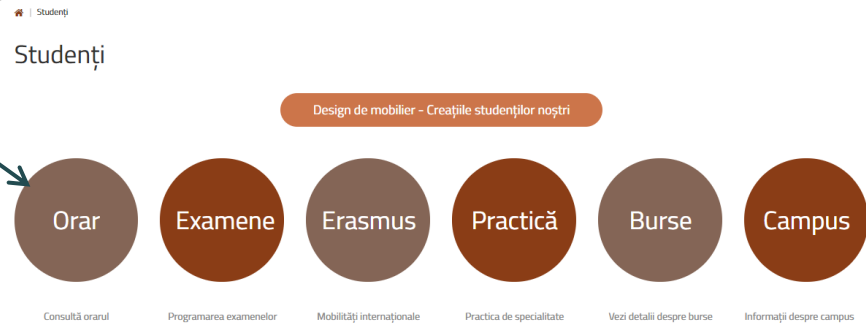 Studenți
Studenți
Design de mobilier – Creațiile studenților noștri
Orar
Examene
Erasmus
Practică
Burse
Campus
Consultă orarul
Programarea examenelor
Mobilități internaționale
Practica de specialitate
Vezi detalii despre burse
Informații despre campus